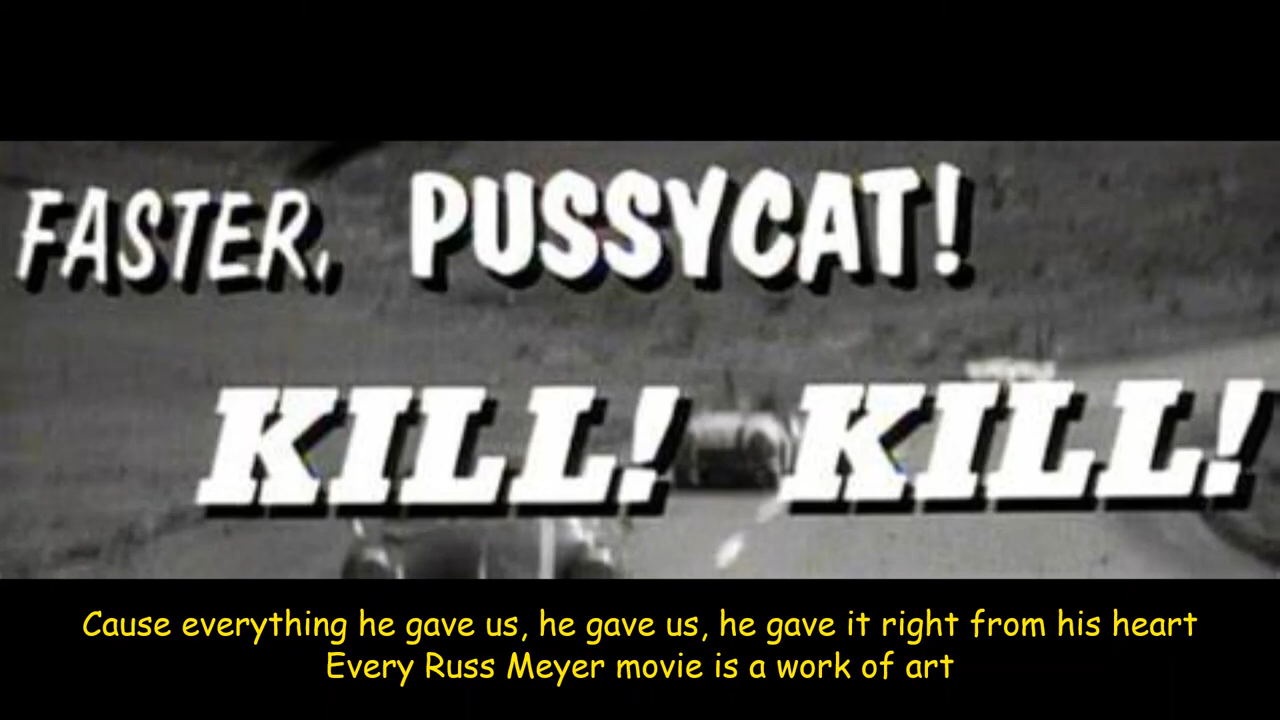 FASTER, PUSSYCAT!
KILL! KILL!
Cause everything he gave us, he gave us, he gave it right from his heart
Every Russ Meyer movie is a work of art